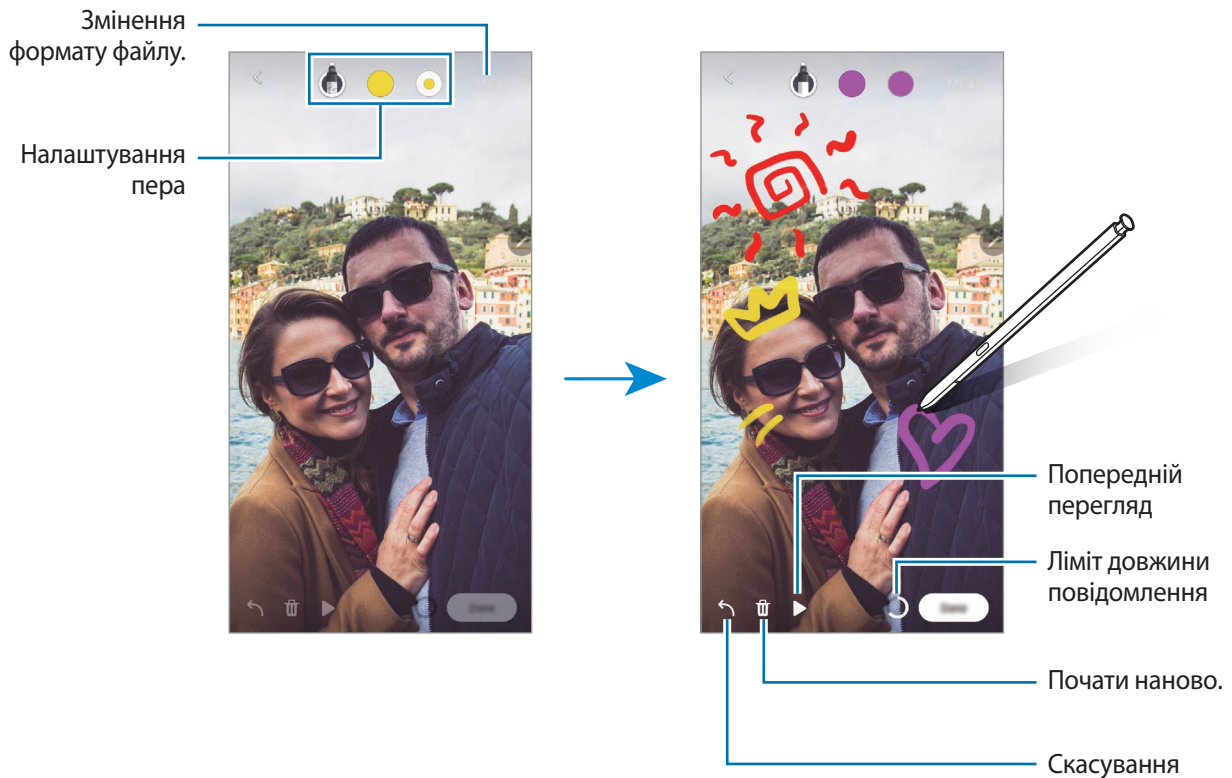 Змінення
формату файлу.
Налаштування
пера
Попередній
перегляд
Ліміт довжини
повідомлення
Почати наново.
Скасування